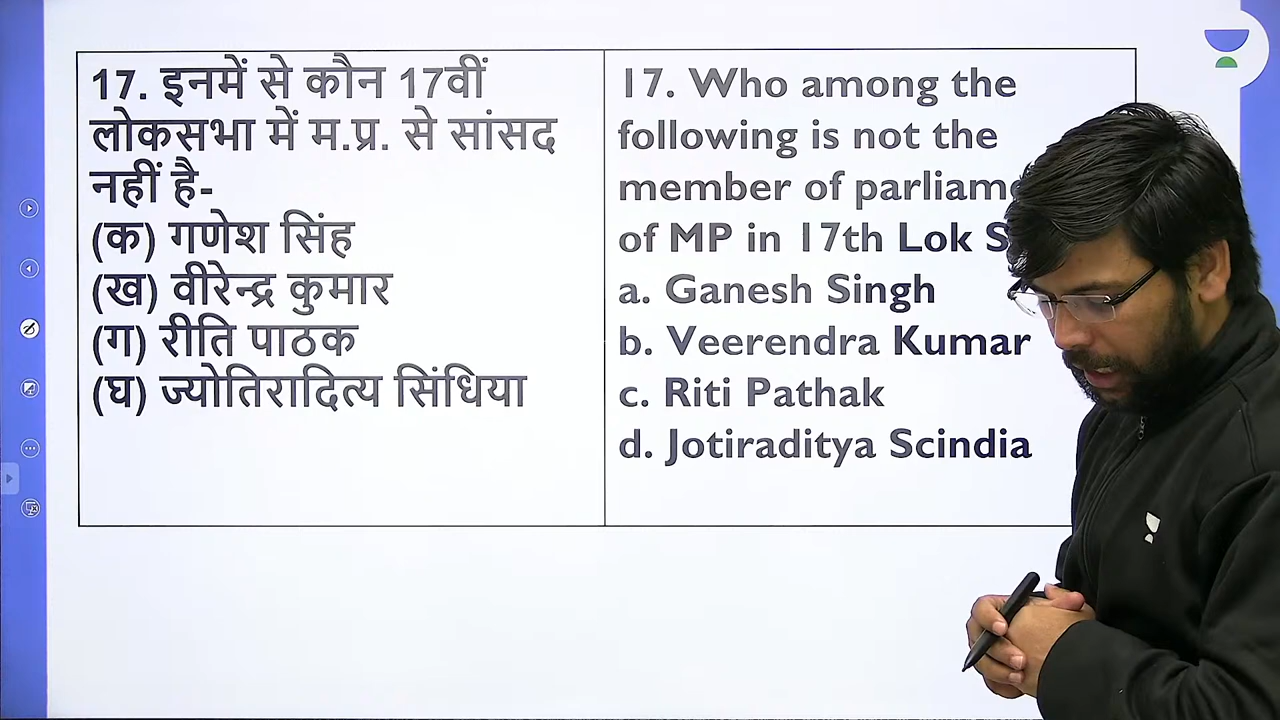 17. इनमें से कौन 17वीं
लोकसभा में म.प्र. से सांसद
नहीं है-
(क) गणेश सिंह
(ख) वीरेन्द्र कुमार
(ग) रीति पाठक
(घ) ज्योतिरादित्य सिंधिया
17. Who among the
following is not the
member of
of MP in 17th Lok
a. Ganesh Singh
b. Veerendra Kumar
c. Riti Pathak
d. Jotiraditya Scindia